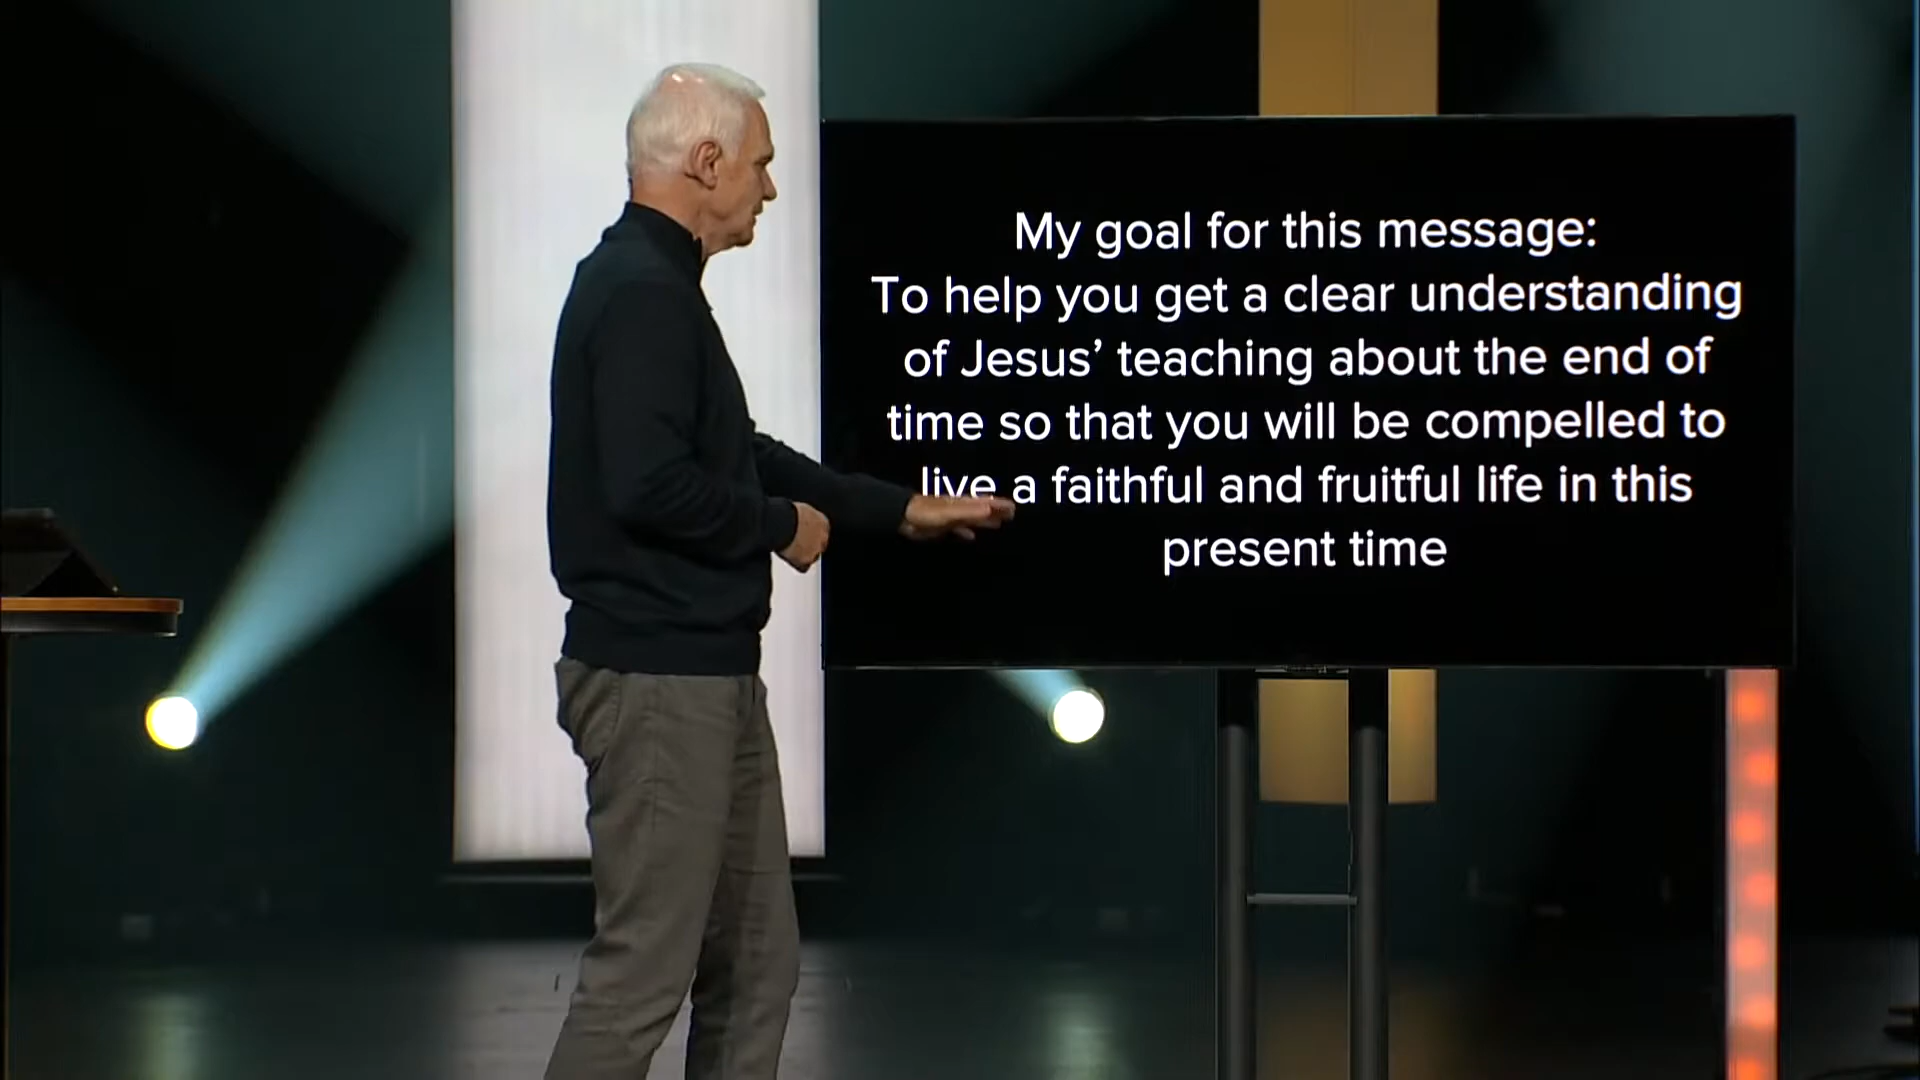 My goal for this message:
To help you get a clear understanding
of Jesus’ teaching about the end of
time so that you will be compelled to
live a faithful and fruitful life in this
present time